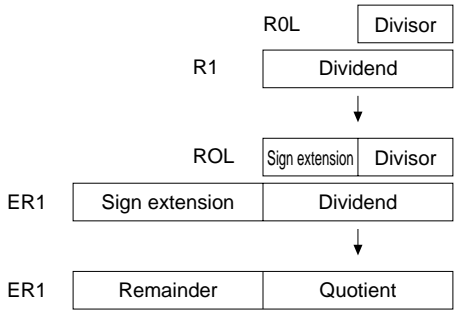 R0L Divisor
R1 Dividend
ROL Sign extension Divisor
ER1 Sign extension Dividend
ER1 Remainder Quotient